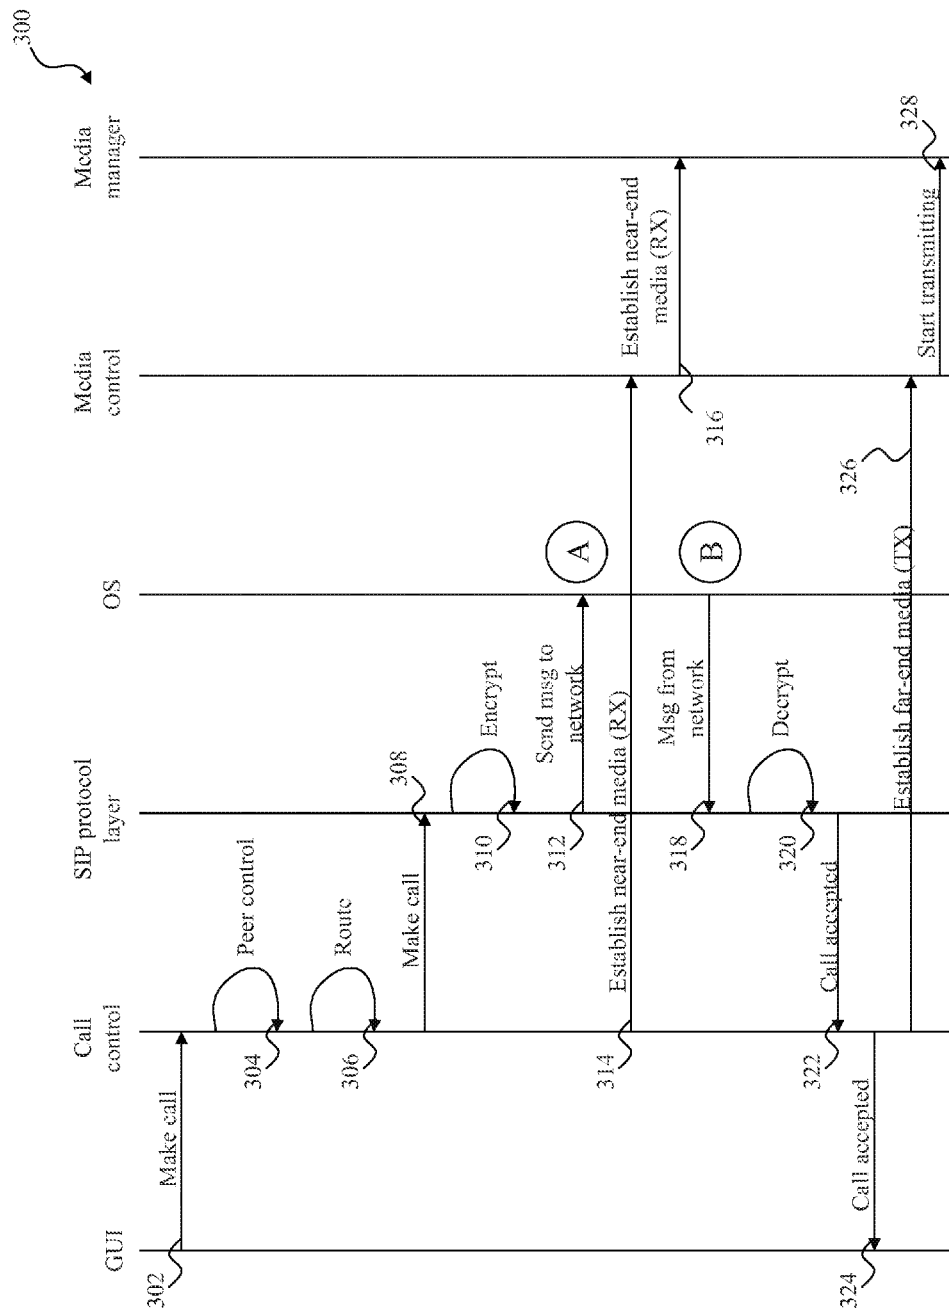 300
GUI
Call
control
SIP protocol
layer
OS
Media
control
Media
manager
302
Make call
Peer control
304
Route
306
Make call
308
Encrypt
310
Send msg to
network
312
A
Establish near-end media (RX)
314
Establish near-end
media (RX)
316
Msg from
network
318
B
Decrypt
320
Call accepted
322
Call accepted
324
Establish far-end media (TX)
326
Start transmitting
328